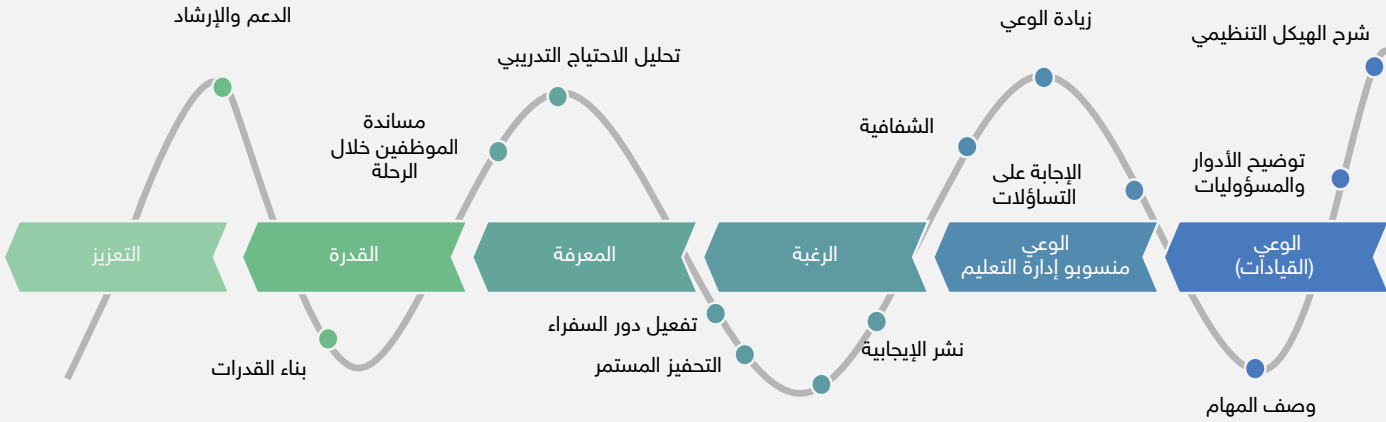 شرح الهيكل التنظيمي
توضيح الأدوار
والمسؤوليات
الوعي
(القيادات)
وصف المهام
زيادة الوعي
الشفافية
الإجابة على
التساؤلات
الوعي
منسوبو إدارة التعليم
نشر الإيجابية
الرغبة
تفعيل دور السفراء
التحفيز المستمر
تحليل الاحتياج التدريبي
مساندة
الموظفين خلال
الرحلة
المعرفة
القدرة
بناء القدرات
الدعم والإرشاد
التعزيز